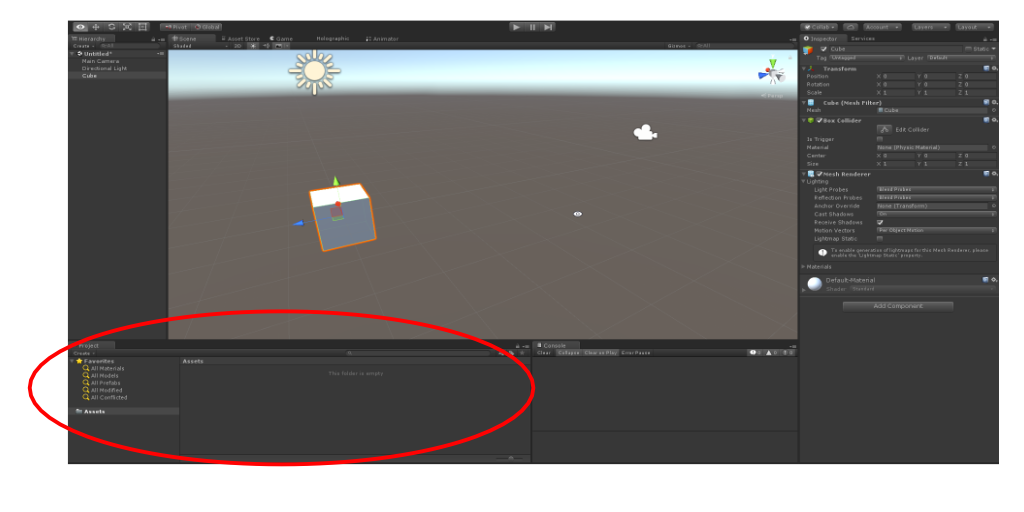 Pivot Global
Collab Account Layers Layout
Hierarchy
Create All
Untitled*
Main Camera
Directional Light
Cube
Scene Asset Store Game Holographic Animator
Shaded 2D Gizmos All
Persp
Inspector Services
Cube Static
Tag Untagged Layer Default
Transform
Position X 0 Y 0 Z 0
Rotation X 0 Y 0 Z 0
Scale X 1 Y 1 Z 1
Cube (Mesh Filter)
Mesh Cube
Box Collider
Edit Collider
Is Trigger
Material None (Physic Material)
Center X 0 Y 0 Z 0
Size X 1 Y 1 Z 1
Mesh Renderer
Lighting
Light Probes Blend Probes
Reflection Probes Blend Probes
Anchor Override None (Transform)
Cast Shadows On
Receive Shadows
Motion Vectors Per Object Motion
Lightmap Static
To enable generation of lightmaps for this Mesh Renderer, please
enable the 'Lightmap Static' property.
Materials
Default-Material
Shader Standard
Add Component
Project
Create
Favorites
All Materials
All Models
All Prefabs
All Modified
All Conflicted
Assets
Assets
This folder is empty
Console
Clear Collapse Clear on Play Error Pause 0 0 0